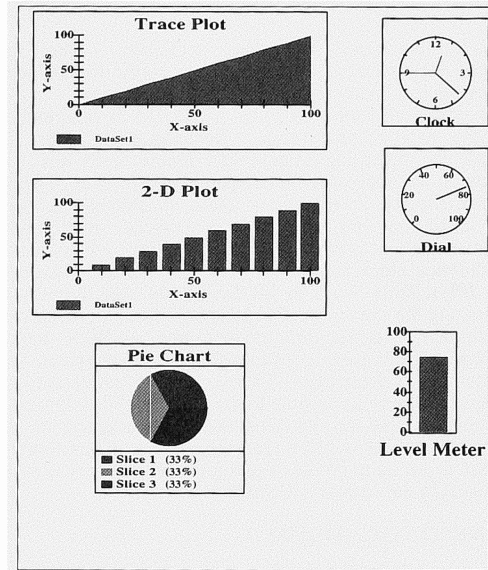 Trace Plot
100
50
0
Y-axis
0
50
100
X-axis
DataSet1
12
9
3
6
Clock
2-D Plot
100
50
0
Y-axis
0
50
100
X-axis
DataSet1
40
60
20
80
0
100
Dial
Pie Chart
Slice 1 (33%)
Slice 2 (33%)
Slice 3 (33%)
100
80
60
40
20
0
Level Meter